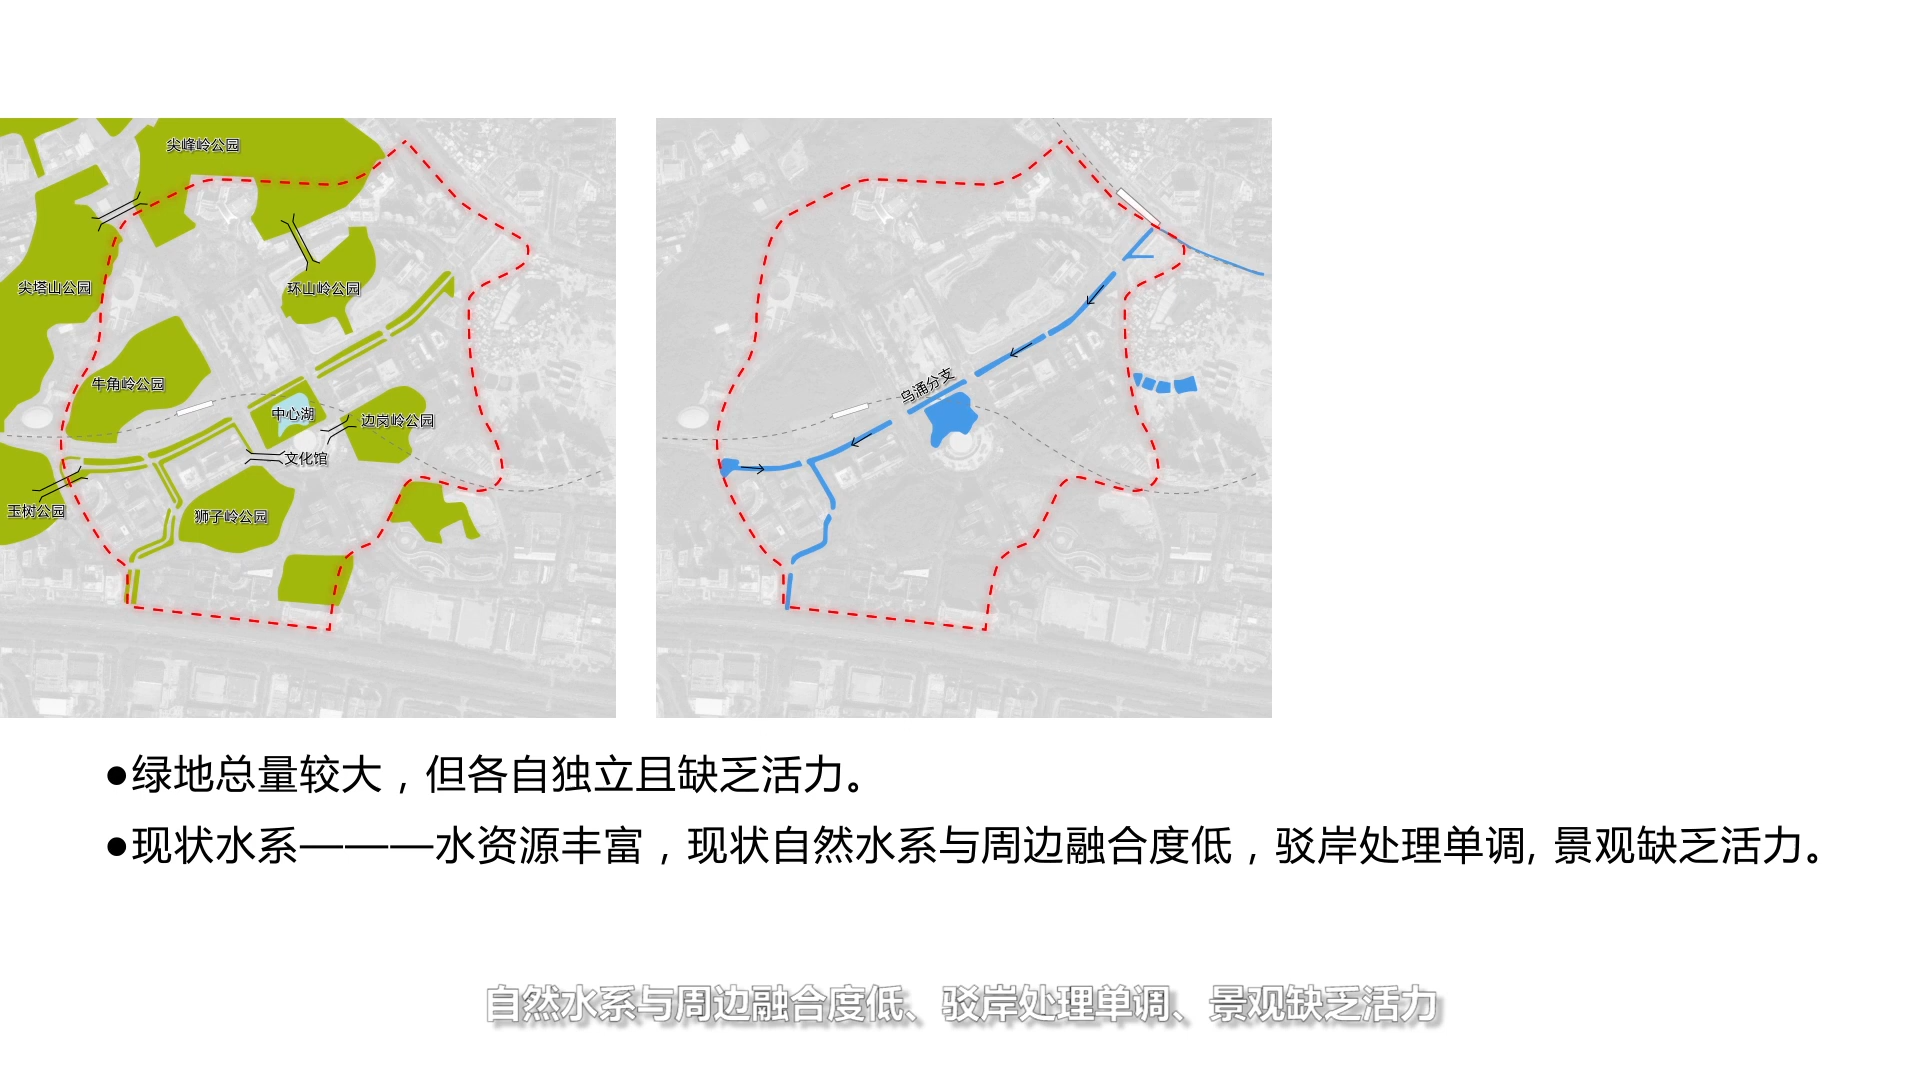 尖峰岭公园
尖塔山公园
环山岭公园
牛角岭公园
中心湖
边岗岭公园
文化馆
玉树公园
狮子岭公园
乌涌分支
●绿地总量较大，但各自独立且缺乏活力。
●现状水系———水资源丰富，现状自然水系与周边融合度低，驳岸处理单调, 景观缺乏活力。
自然水系与周边融合度低、驳岸处理单调、景观缺乏活力